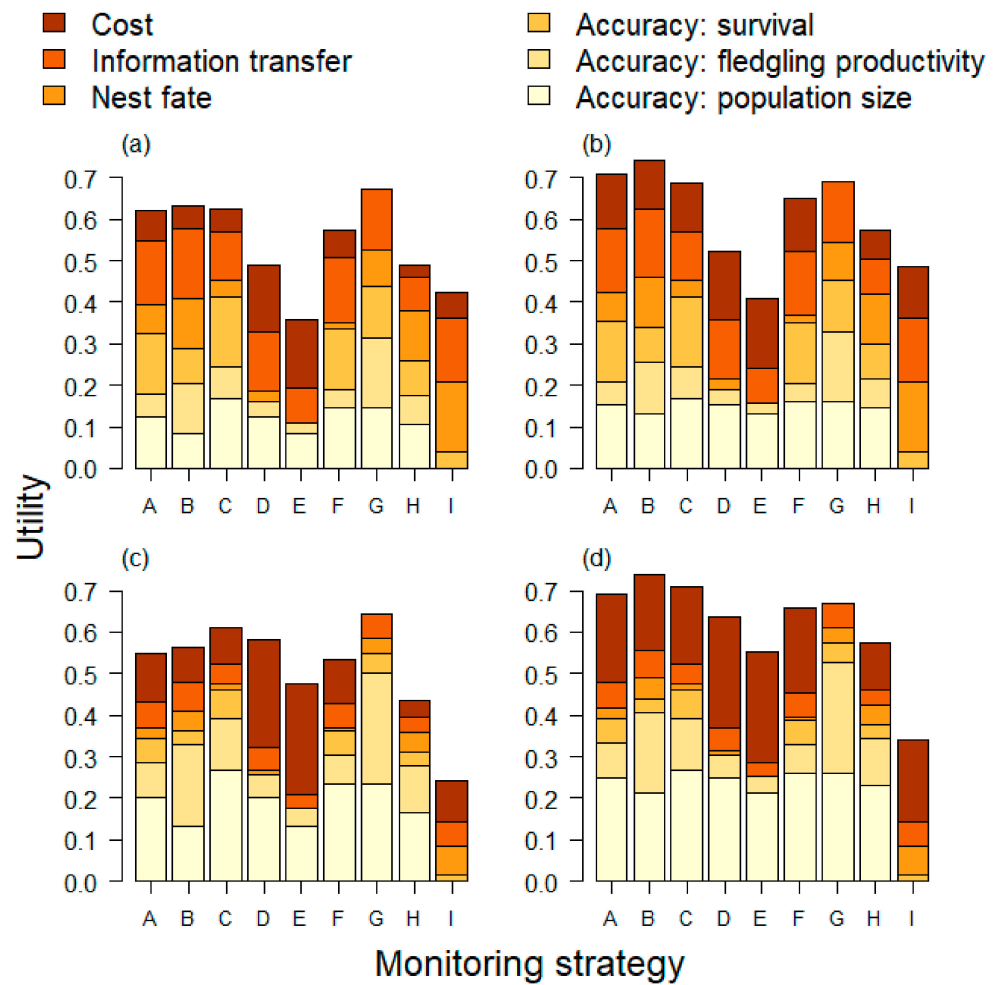 Cost
Information transfer
Nest fate
Accuracy: survival
Accuracy: fledgling productivity
Accuracy: population size
(a)
0.7
0.6
0.5
0.4
0.3
0.2
0.1
0.0
A B C D E F G H I
(b)
0.7
0.6
0.5
0.4
0.3
0.2
0.1
0.0
A B C D E F G H I
Utility
(c)
0.7
0.6
0.5
0.4
0.3
0.2
0.1
0.0
A B C D E F G H I
(d)
0.7
0.6
0.5
0.4
0.3
0.2
0.1
0.0
A B C D E F G H I
Monitoring strategy